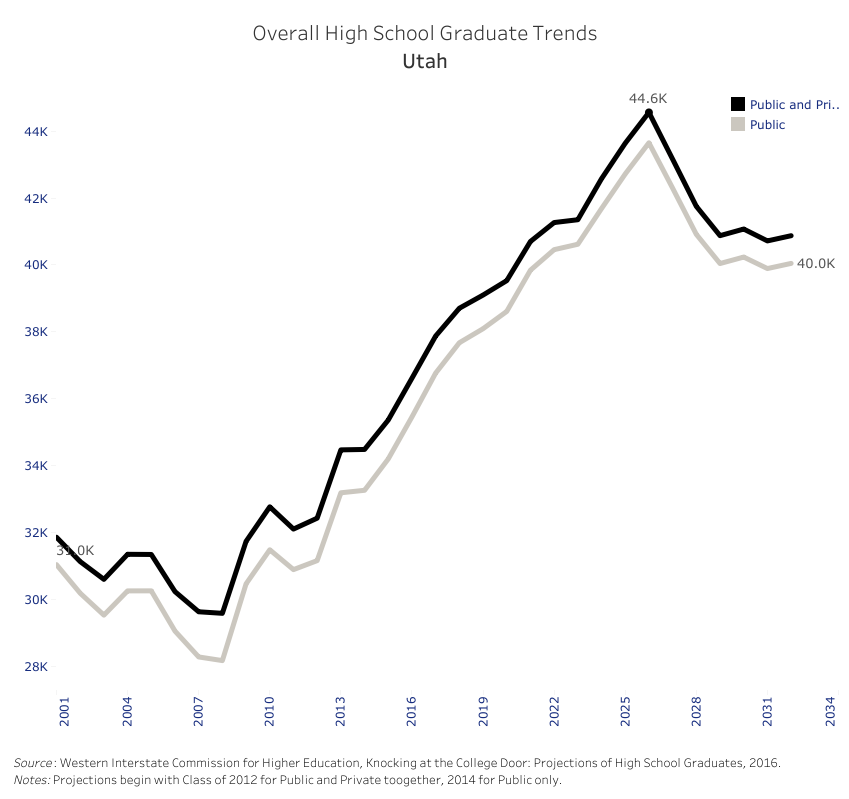 Overall High School Graduate Trends
Utah
44.6K
Public and Pri..
Public
44K
42K
40K
40.0K
38K
36K
34K
32K
31.0K
30K
28K
2001 2004 2007 2010 2013 2016 2019 2022 2025 2028 2031 2034
Source: Western Interstate Commission for Higher Education, Knocking at the College Door: Projections of High School Graduates, 2016.
Notes: Projections begin with Class of 2012 for Public and Private toogether, 2014 for Public only.